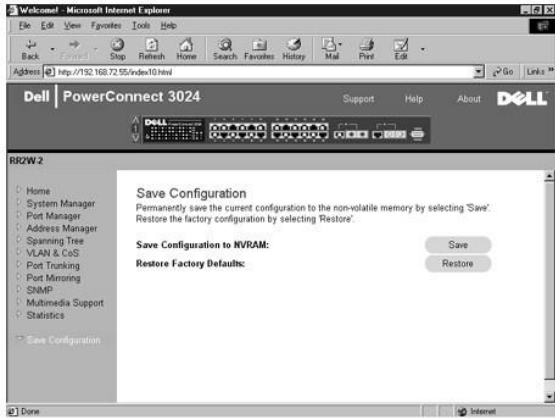 Welcome! - Microsoft Internet Explorer
File Edit View Favorites Tools Help
Back Forward Stop Refresh Home Search Favorites History Mail Print Edit
Address http://192.168.72.55/index10.html Go Links »
Dell | PowerConnect 3024 Support Help About DELL
DELL
RR2W-2
Home
System Manager
Port Manager
Address Manager
Spanning Tree
VLAN & CoS
Port Trunking
Port Mirroring
SNMP
Multimedia Support
Statistics
Save Configuration
Save Configuration
Permanently save the current configuration to the non-volatile memory by selecting 'Save'.
Restore the factory configuration by selecting 'Restore'.
Save Configuration to NVRAM: Save
Restore Factory Defaults: Restore
Done Internet